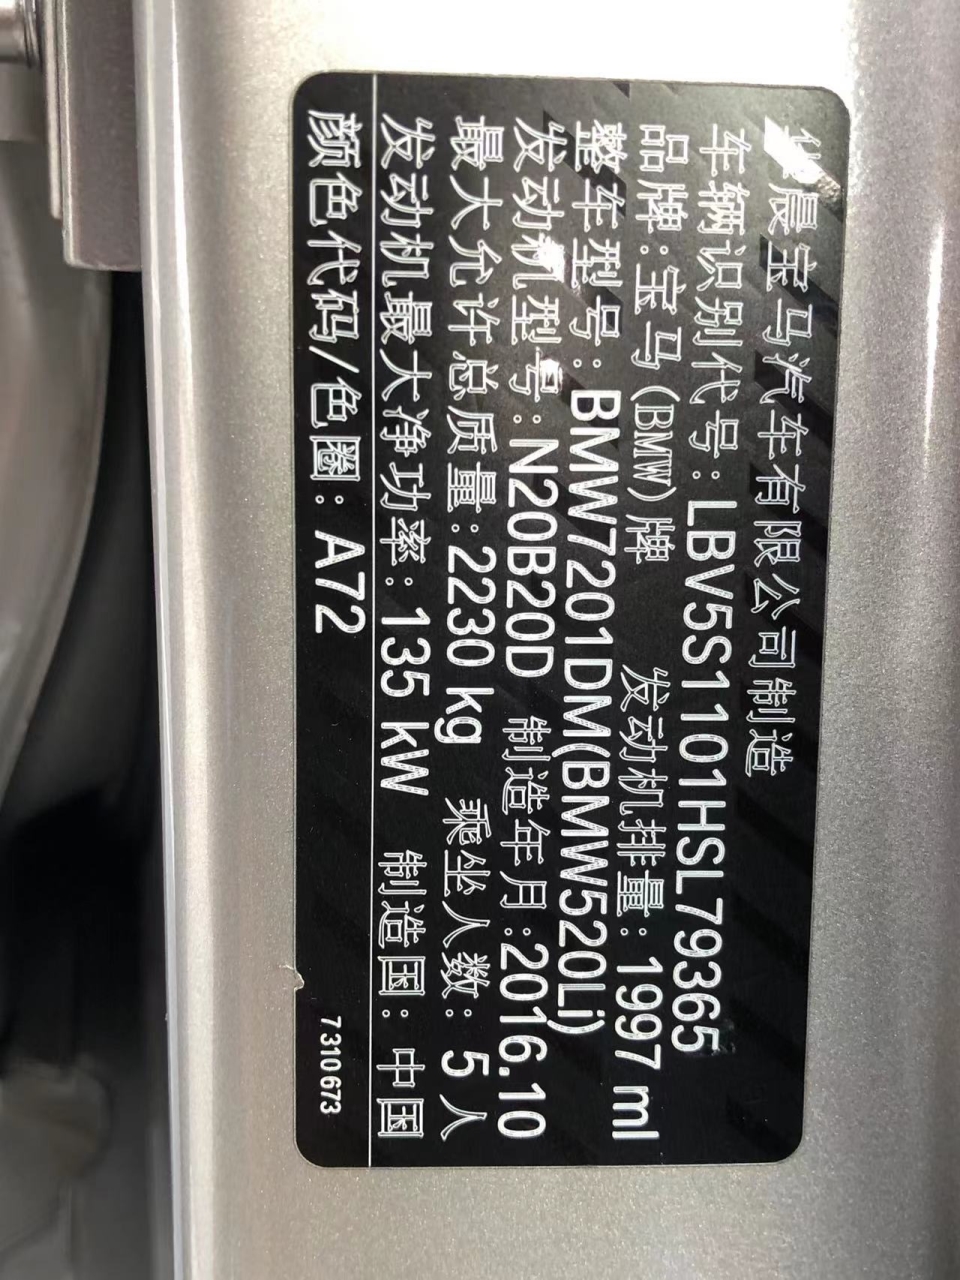 华晨宝马汽车有限公司制造
车辆识别代号：LBV5S1101HSL79365
品牌：宝马(BMW)牌 发动机排量：1997 ml
整车型号：BMW7201DM(BMW520Li)
发动机型号：N20B20D 制造年月：2016.10
最大允许总质量：2230 kg 乘坐人数：5人
发动机最大净功率：135 kW 制造国：中国
颜色代码/色圈：A72
7310673